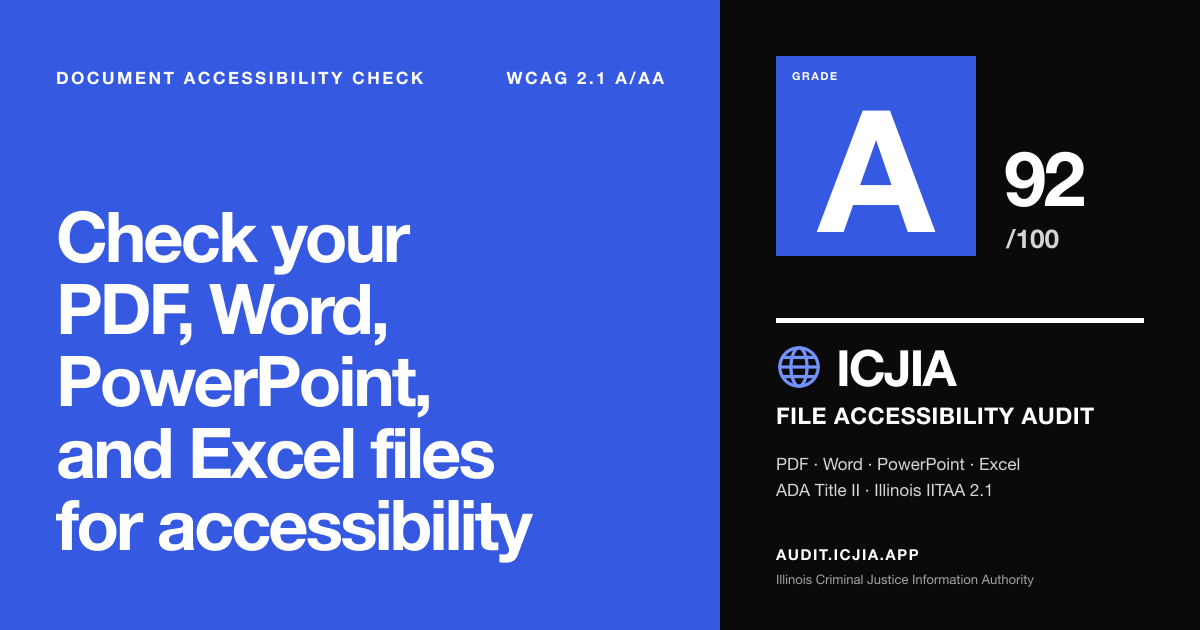 DOCUMENT ACCESSIBILITY CHECK
WCAG 2.1 A/AA
Check your
PDF, Word,
PowerPoint,
and Excel files
for accessibility
GRADE
A
92
/100
ICJIA
FILE ACCESSIBILITY AUDIT
PDF · Word · PowerPoint · Excel
ADA Title II · Illinois IITAA 2.1
AUDIT.ICJIA.APP
Illinois Criminal Justice Information Authority